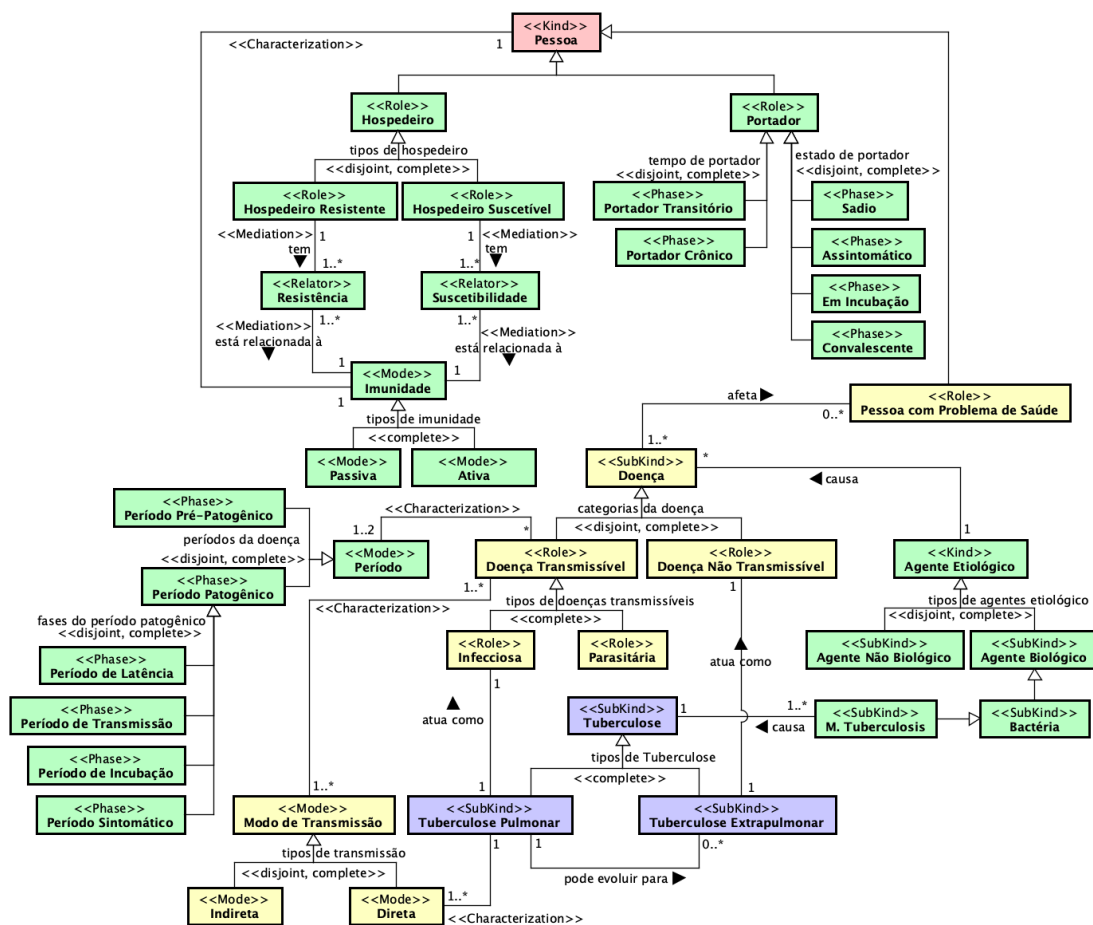 <<Kind>>
Pessoa
<<Characterization>>
1
<<Role>>
Hospedeiro
<<Role>>
Portador
tipos de hospedeiro
<<disjoint, complete>>
tempo de portador
<<disjoint, complete>>
estado de portador
<<disjoint, complete>>
<<Role>>
Hospedeiro Resistente
<<Role>>
Hospedeiro Suscetível
<<Phase>>
Portador Transitório
<<Phase>>
Sadio
<<Mediation>>
tem
1
1..*
<<Mediation>>
tem
1
1..*
<<Phase>>
Portador Crônico
<<Phase>>
Assintomático
<<Relator>>
Resistência
<<Relator>>
Suscetibilidade
<<Phase>>
Em Incubação
1..*
<<Mediation>>
está relacionada à
1
1..*
<<Mediation>>
está relacionada à
1
<<Phase>>
Convalescente
<<Mode>>
Imunidade
1
afeta
<<Role>>
Pessoa com Problema de Saúde
0..*
tipos de imunidade
<<complete>>
1..*
<<Mode>>
Passiva
<<Mode>>
Ativa
<<SubKind>>
Doença
*
causa
1
<<Phase>>
Período Pré-Patogênico
<<Characterization>>
1..2
*
categorias da doença
<<disjoint, complete>>
períodos da doença
<<disjoint, complete>>
<<Mode>>
Período
<<Role>>
Doença Transmissível
<<Role>>
Doença Não Transmissível
<<Kind>>
Agente Etiológico
<<Phase>>
Período Patogênico
1..*
<<Characterization>>
tipos de doenças transmissíveis
<<complete>>
1
tipos de agentes etiológico
<<disjoint, complete>>
fases do período patogênico
<<disjoint, complete>>
<<Role>>
Infecciosa
<<Role>>
Parasitária
<<SubKind>>
Agente Não Biológico
<<SubKind>>
Agente Biológico
<<Phase>>
Período de Latência
1
atua como
atua como
<<Phase>>
Período de Transmissão
<<SubKind>>
Tuberculose
1
1..*
causa
<<SubKind>>
M. Tuberculosis
<<SubKind>>
Bactéria
<<Phase>>
Período de Incubação
tipos de Tuberculose
<<complete>>
<<Phase>>
Período Sintomático
1..*
1
1
<<Mode>>
Modo de Transmissão
<<SubKind>>
Tuberculose Pulmonar
<<SubKind>>
Tuberculose Extrapulmonar
tipos de transmissão
<<disjoint, complete>>
1
1
0..*
pode evoluir para
<<Mode>>
Indireta
<<Mode>>
Direta
1..*
<<Characterization>>